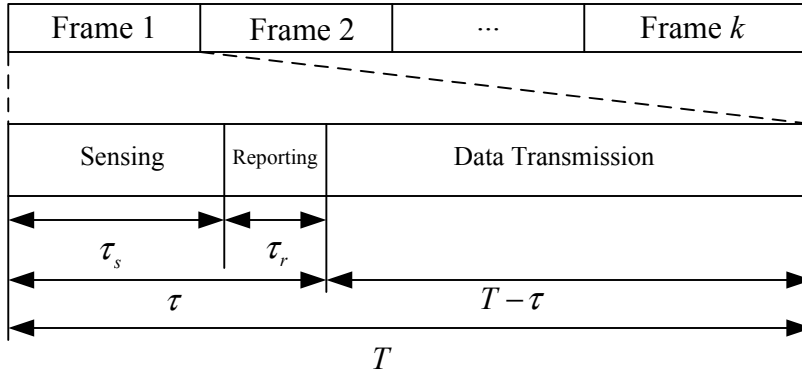 Frame 1 Frame 2 ... Frame k
Sensing Reporting Data Transmission
τs τr
τ T − τ
T